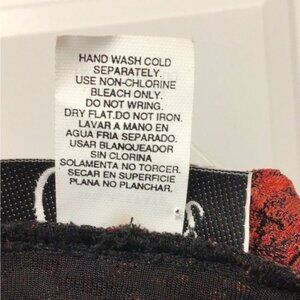 HAND WASH COLD
SEPARATELY.
USE NON-CHLORINE
BLEACH ONLY.
DO NOT WRING.
DRY FLAT.DO NOT IRON.
LAVAR A MANO EN
AGUA FRIA SEPARADO.
USAR BLANQUEADOR
SIN CLORINA
SOLAMENTA NO TORCER.
SECAR EN SUPERFICIE
PLANA NO PLANCHAR.